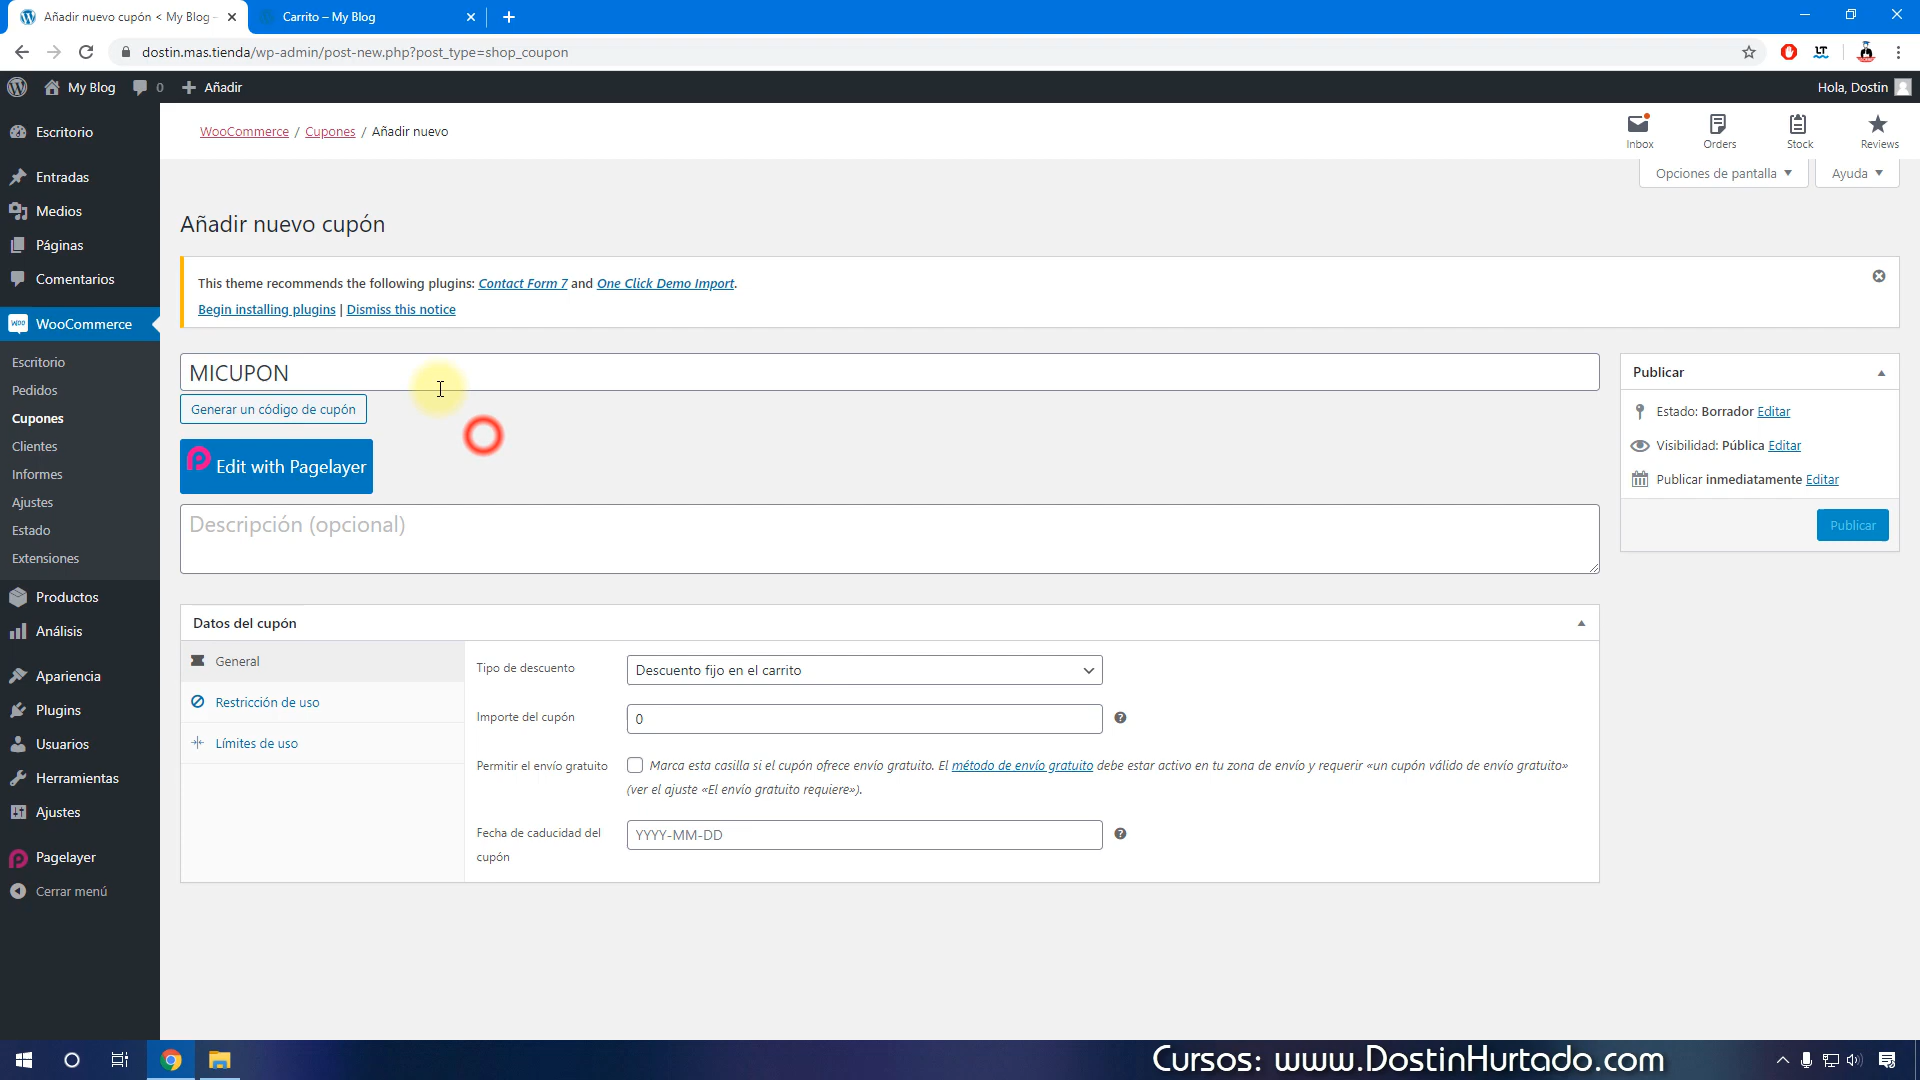 Añadir nuevo cupón < My Blog –
Carrito – My Blog
dostin.mas.tienda/wp-admin/post-new.php?post_type=shop_coupon
My Blog
0
Añadir
Hola, Dostin
Escritorio
Entradas
Medios
Páginas
Comentarios
WooCommerce
Escritorio
Pedidos
Cupones
Clientes
Informes
Ajustes
Estado
Extensiones
Productos
Análisis
Apariencia
Plugins
Usuarios
Herramientas
Ajustes
Pagelayer
Cerrar menú
WooCommerce / Cupones / Añadir nuevo
Inbox
Orders
Stock
Reviews
Opciones de pantalla
Ayuda
Añadir nuevo cupón
This theme recommends the following plugins: Contact Form 7 and One Click Demo Import.
Begin installing plugins | Dismiss this notice
MICUPON
Generar un código de cupón
Edit with Pagelayer
Descripción (opcional)
Publicar
Estado: Borrador Editar
Visibilidad: Pública Editar
Publicar inmediatamente Editar
Publicar
Datos del cupón
General
Restricción de uso
Límites de uso
Tipo de descuento
Descuento fijo en el carrito
Importe del cupón
0
Permitir el envío gratuito
Marca esta casilla si el cupón ofrece envío gratuito. El método de envío gratuito debe estar activo en tu zona de envío y requerir «un cupón válido de envío gratuito»
(ver el ajuste «El envío gratuito requiere»).
Fecha de caducidad del
cupón
YYYY-MM-DD
Cursos: www.DostinHurtado.com